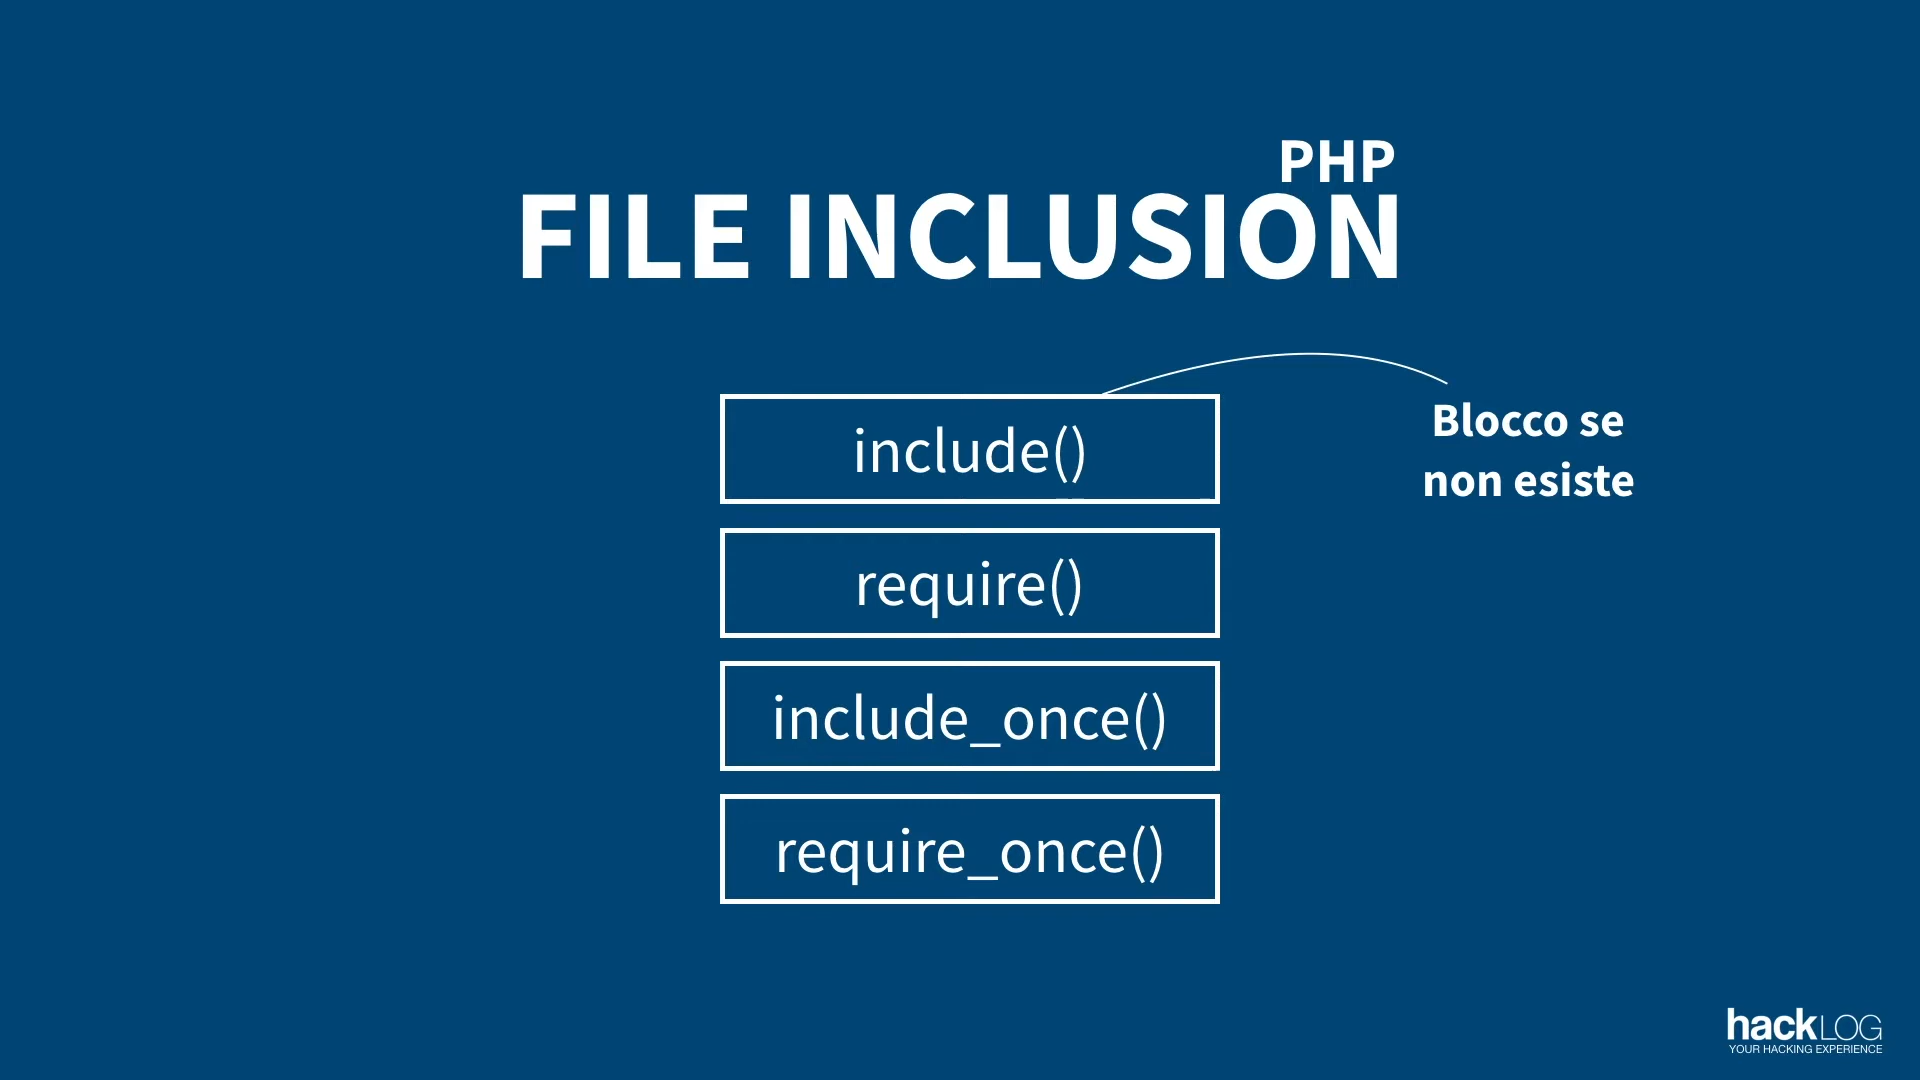 PHP
FILE INCLUSION
include()
Blocco se
non esiste
require()
include_once()
require_once()
hackLOG
YOUR HACKING EXPERIENCE